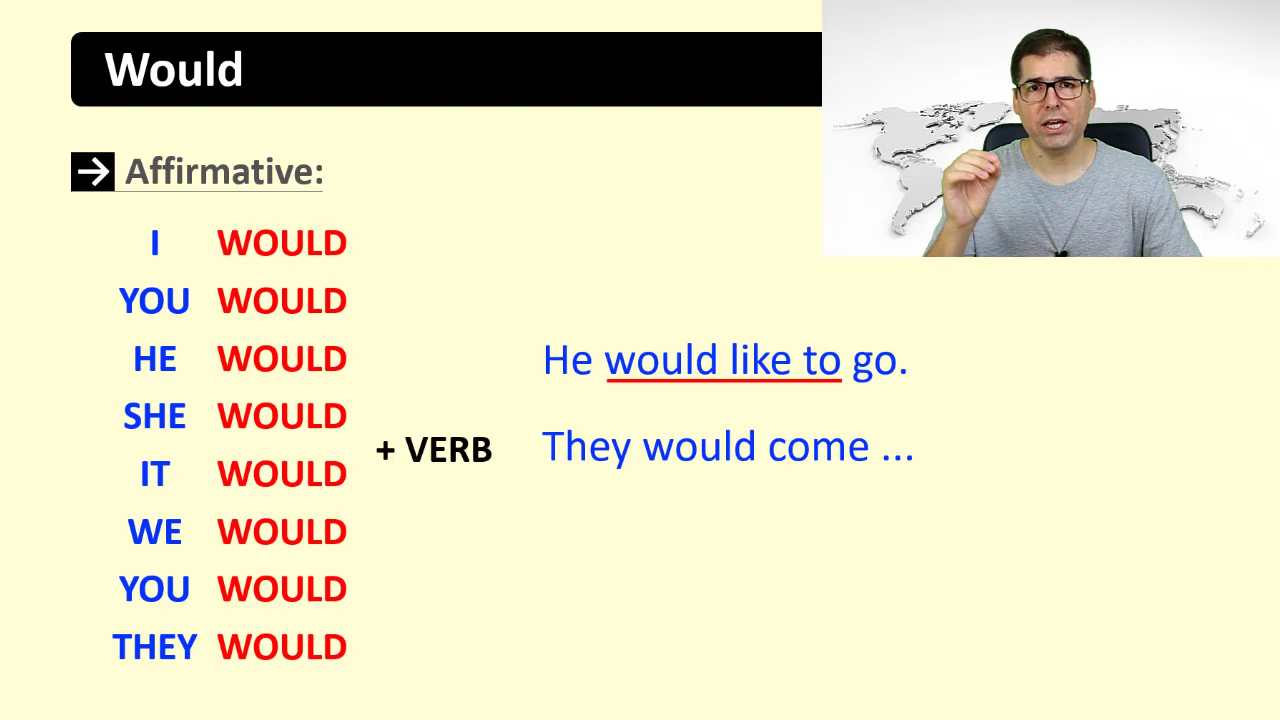 Would
Affirmative:
I WOULD
YOU WOULD
HE WOULD
SHE WOULD
IT WOULD
WE WOULD
YOU WOULD
THEY WOULD
+ VERB
He would like to go.
They would come ...